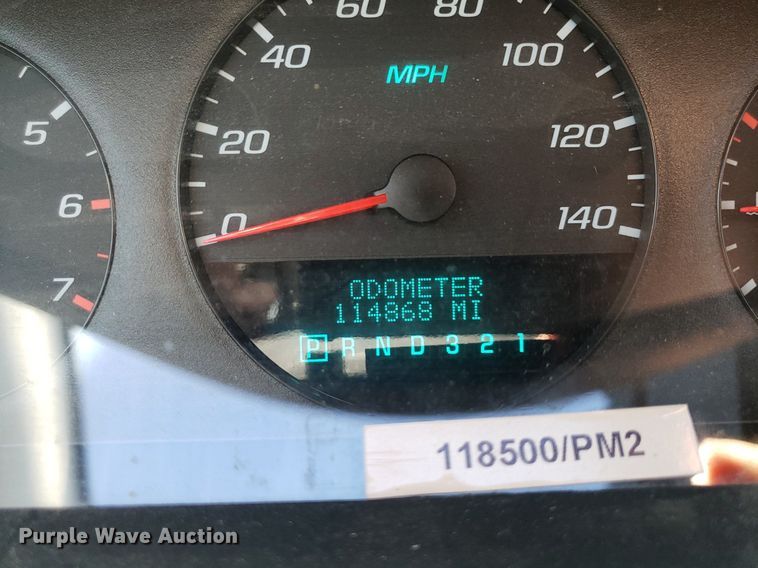 60 80
40 100
MPH
5 20 120
6 0 140
7
ODOMETER
114868 MI
P R N D 3 2 1
118500/PM2
Purple Wave Auction